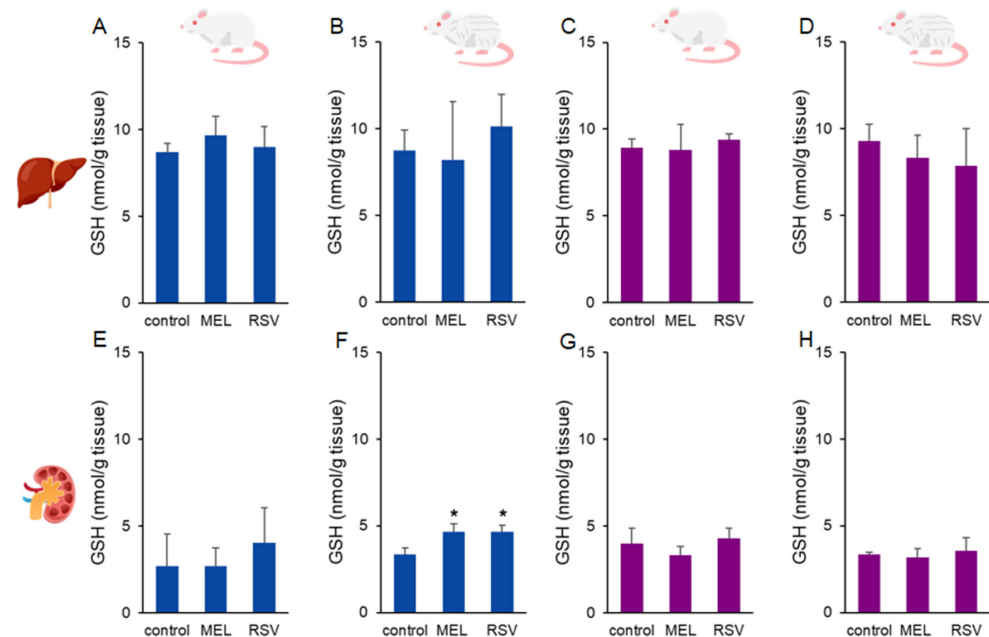 A
B
C
D
GSH (nmol/g tissue)
15
10
5
0
control MEL RSV
GSH (nmol/g tissue)
15
10
5
0
control MEL RSV
GSH (nmol/g tissue)
15
10
5
0
control MEL RSV
GSH (nmol/g tissue)
15
10
5
0
control MEL RSV
E
F
G
H
GSH (nmol/g tissue)
15
10
5
0
control MEL RSV
GSH (nmol/g tissue)
15
10
5
0
* *
control MEL RSV
GSH (nmol/g tissue)
15
10
5
0
control MEL RSV
GSH (nmol/g tissue)
15
10
5
0
control MEL RSV